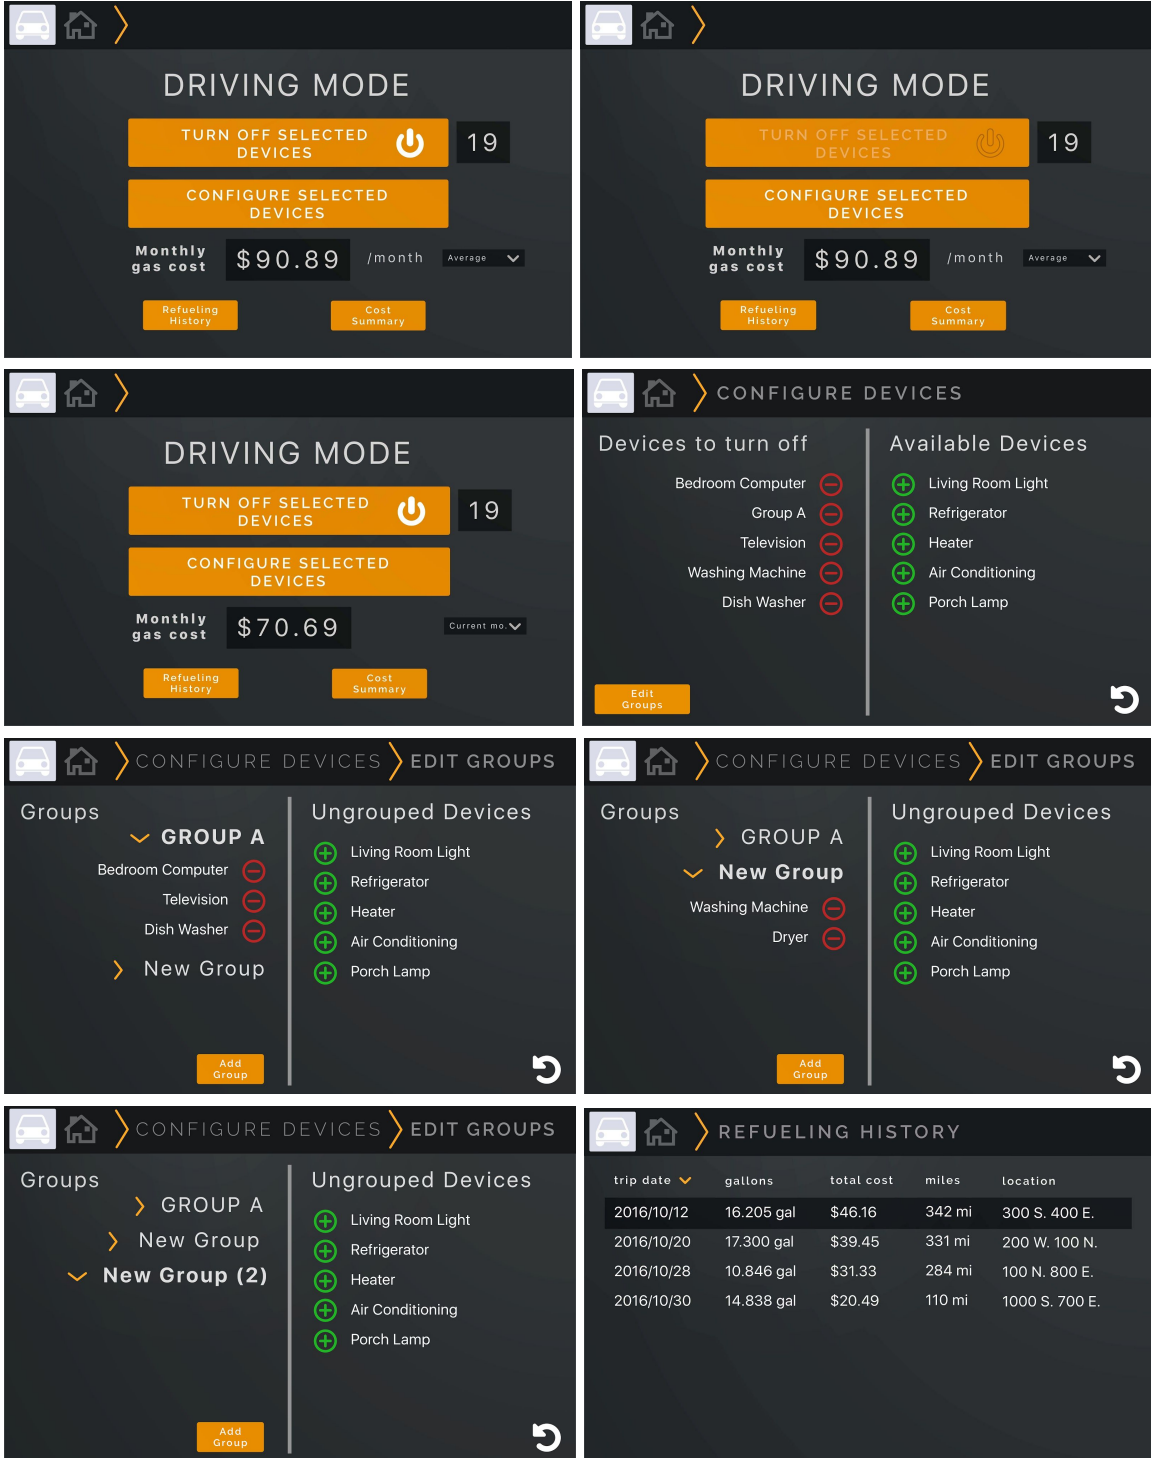 DRIVING MODE
TURN OFF SELECTED
DEVICES
19
CONFIGURE SELECTED
DEVICES
Monthly
gas cost
$90.89
/month
Average
Refueling
History
Cost
Summary
DRIVING MODE
TURN OFF SELECTED
DEVICES
19
CONFIGURE SELECTED
DEVICES
Monthly
gas cost
$90.89
/month
Average
Refueling
History
Cost
Summary
DRIVING MODE
TURN OFF SELECTED
DEVICES
19
CONFIGURE SELECTED
DEVICES
Monthly
gas cost
$70.69
Current mo.
Refueling
History
Cost
Summary
CONFIGURE DEVICES
Devices to turn off
Bedroom Computer
Group A
Television
Washing Machine
Dish Washer
Edit
Groups
Available Devices
Living Room Light
Refrigerator
Heater
Air Conditioning
Porch Lamp
CONFIGURE DEVICES EDIT GROUPS
Groups
GROUP A
Bedroom Computer
Television
Dish Washer
New Group
Add
Group
Ungrouped Devices
Living Room Light
Refrigerator
Heater
Air Conditioning
Porch Lamp
CONFIGURE DEVICES EDIT GROUPS
Groups
GROUP A
New Group
Washing Machine
Dryer
Add
Group
Ungrouped Devices
Living Room Light
Refrigerator
Heater
Air Conditioning
Porch Lamp
CONFIGURE DEVICES EDIT GROUPS
Groups
GROUP A
New Group
New Group (2)
Add
Group
Ungrouped Devices
Living Room Light
Refrigerator
Heater
Air Conditioning
Porch Lamp
REFUELING HISTORY
trip date gallons total cost miles location
2016/10/12 16.205 gal $46.16 342 mi 300 S. 400 E.
2016/10/20 17.300 gal $39.45 331 mi 200 W. 100 N.
2016/10/28 10.846 gal $31.33 284 mi 100 N. 800 E.
2016/10/30 14.838 gal $20.49 110 mi 1000 S. 700 E.